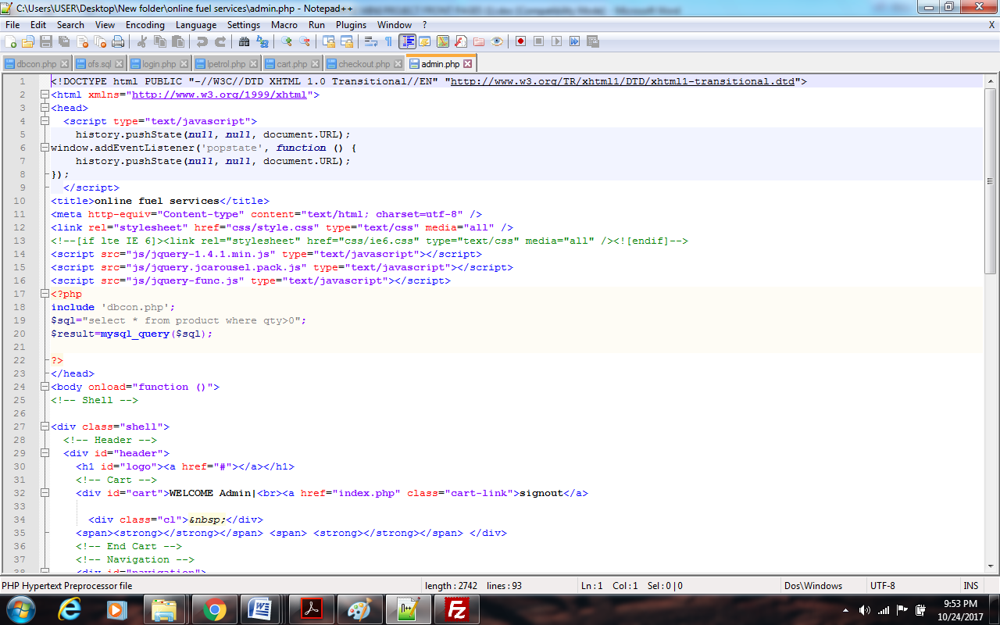 C:\Users\USER\Desktop\New folder\online fuel services\admin.php - Notepad++
File Edit Search View Encoding Language Settings Macro Run Plugins Window ? X
dbcon.php ofs.sql login.php lpetrol.php cart.php checkout.php admin.php
1 <!DOCTYPE html PUBLIC "-//W3C//DTD XHTML 1.0 Transitional//EN" "http://www.w3.org/TR/xhtml1/DTD/xhtml1-transitional.dtd">
2 <html xmlns="http://www.w3.org/1999/xhtml">
3 <head>
4 <script type="text/javascript">
5 history.pushState(null, null, document.URL);
6 window.addEventListener('popstate', function () {
7 history.pushState(null, null, document.URL);
8 });
9 </script>
10 <title>online fuel services</title>
11 <meta http-equiv="Content-type" content="text/html; charset=utf-8" />
12 <link rel="stylesheet" href="css/style.css" type="text/css" media="all" />
13 <!--[if lte IE 6]><link rel="stylesheet" href="css/ie6.css" type="text/css" media="all" /><![endif]-->
14 <script src="js/jquery-1.4.1.min.js" type="text/javascript"></script>
15 <script src="js/jquery.jcarousel.pack.js" type="text/javascript"></script>
16 <script src="js/jquery-func.js" type="text/javascript"></script>
17 <?php
18 include 'dbcon.php';
19 $sql="select * from product where qty>0";
20 $result=mysql_query($sql);
21
22 ?>
23 </head>
24 <body onload="function ()">
25 <!-- Shell -->
26
27 <div class="shell">
28 <!-- Header -->
29 <div id="header">
30 <h1 id="logo"><a href="#"></a></h1>
31 <!-- Cart -->
32 <div id="cart">WELCOME Admin|<br><a href="index.php" class="cart-link">signout</a>
33
34 <div class="cl">&nbsp;</div>
35 <span><strong></strong></span> <span> <strong></strong></span> </div>
36 <!-- End Cart -->
37 <!-- Navigation -->
38 <div id="navigation">
PHP Hypertext Preprocessor file length : 2742 lines : 93 Ln : 1 Col : 1 Sel : 0 | 0 Dos\Windows UTF-8 INS
9:53 PM
10/24/2017